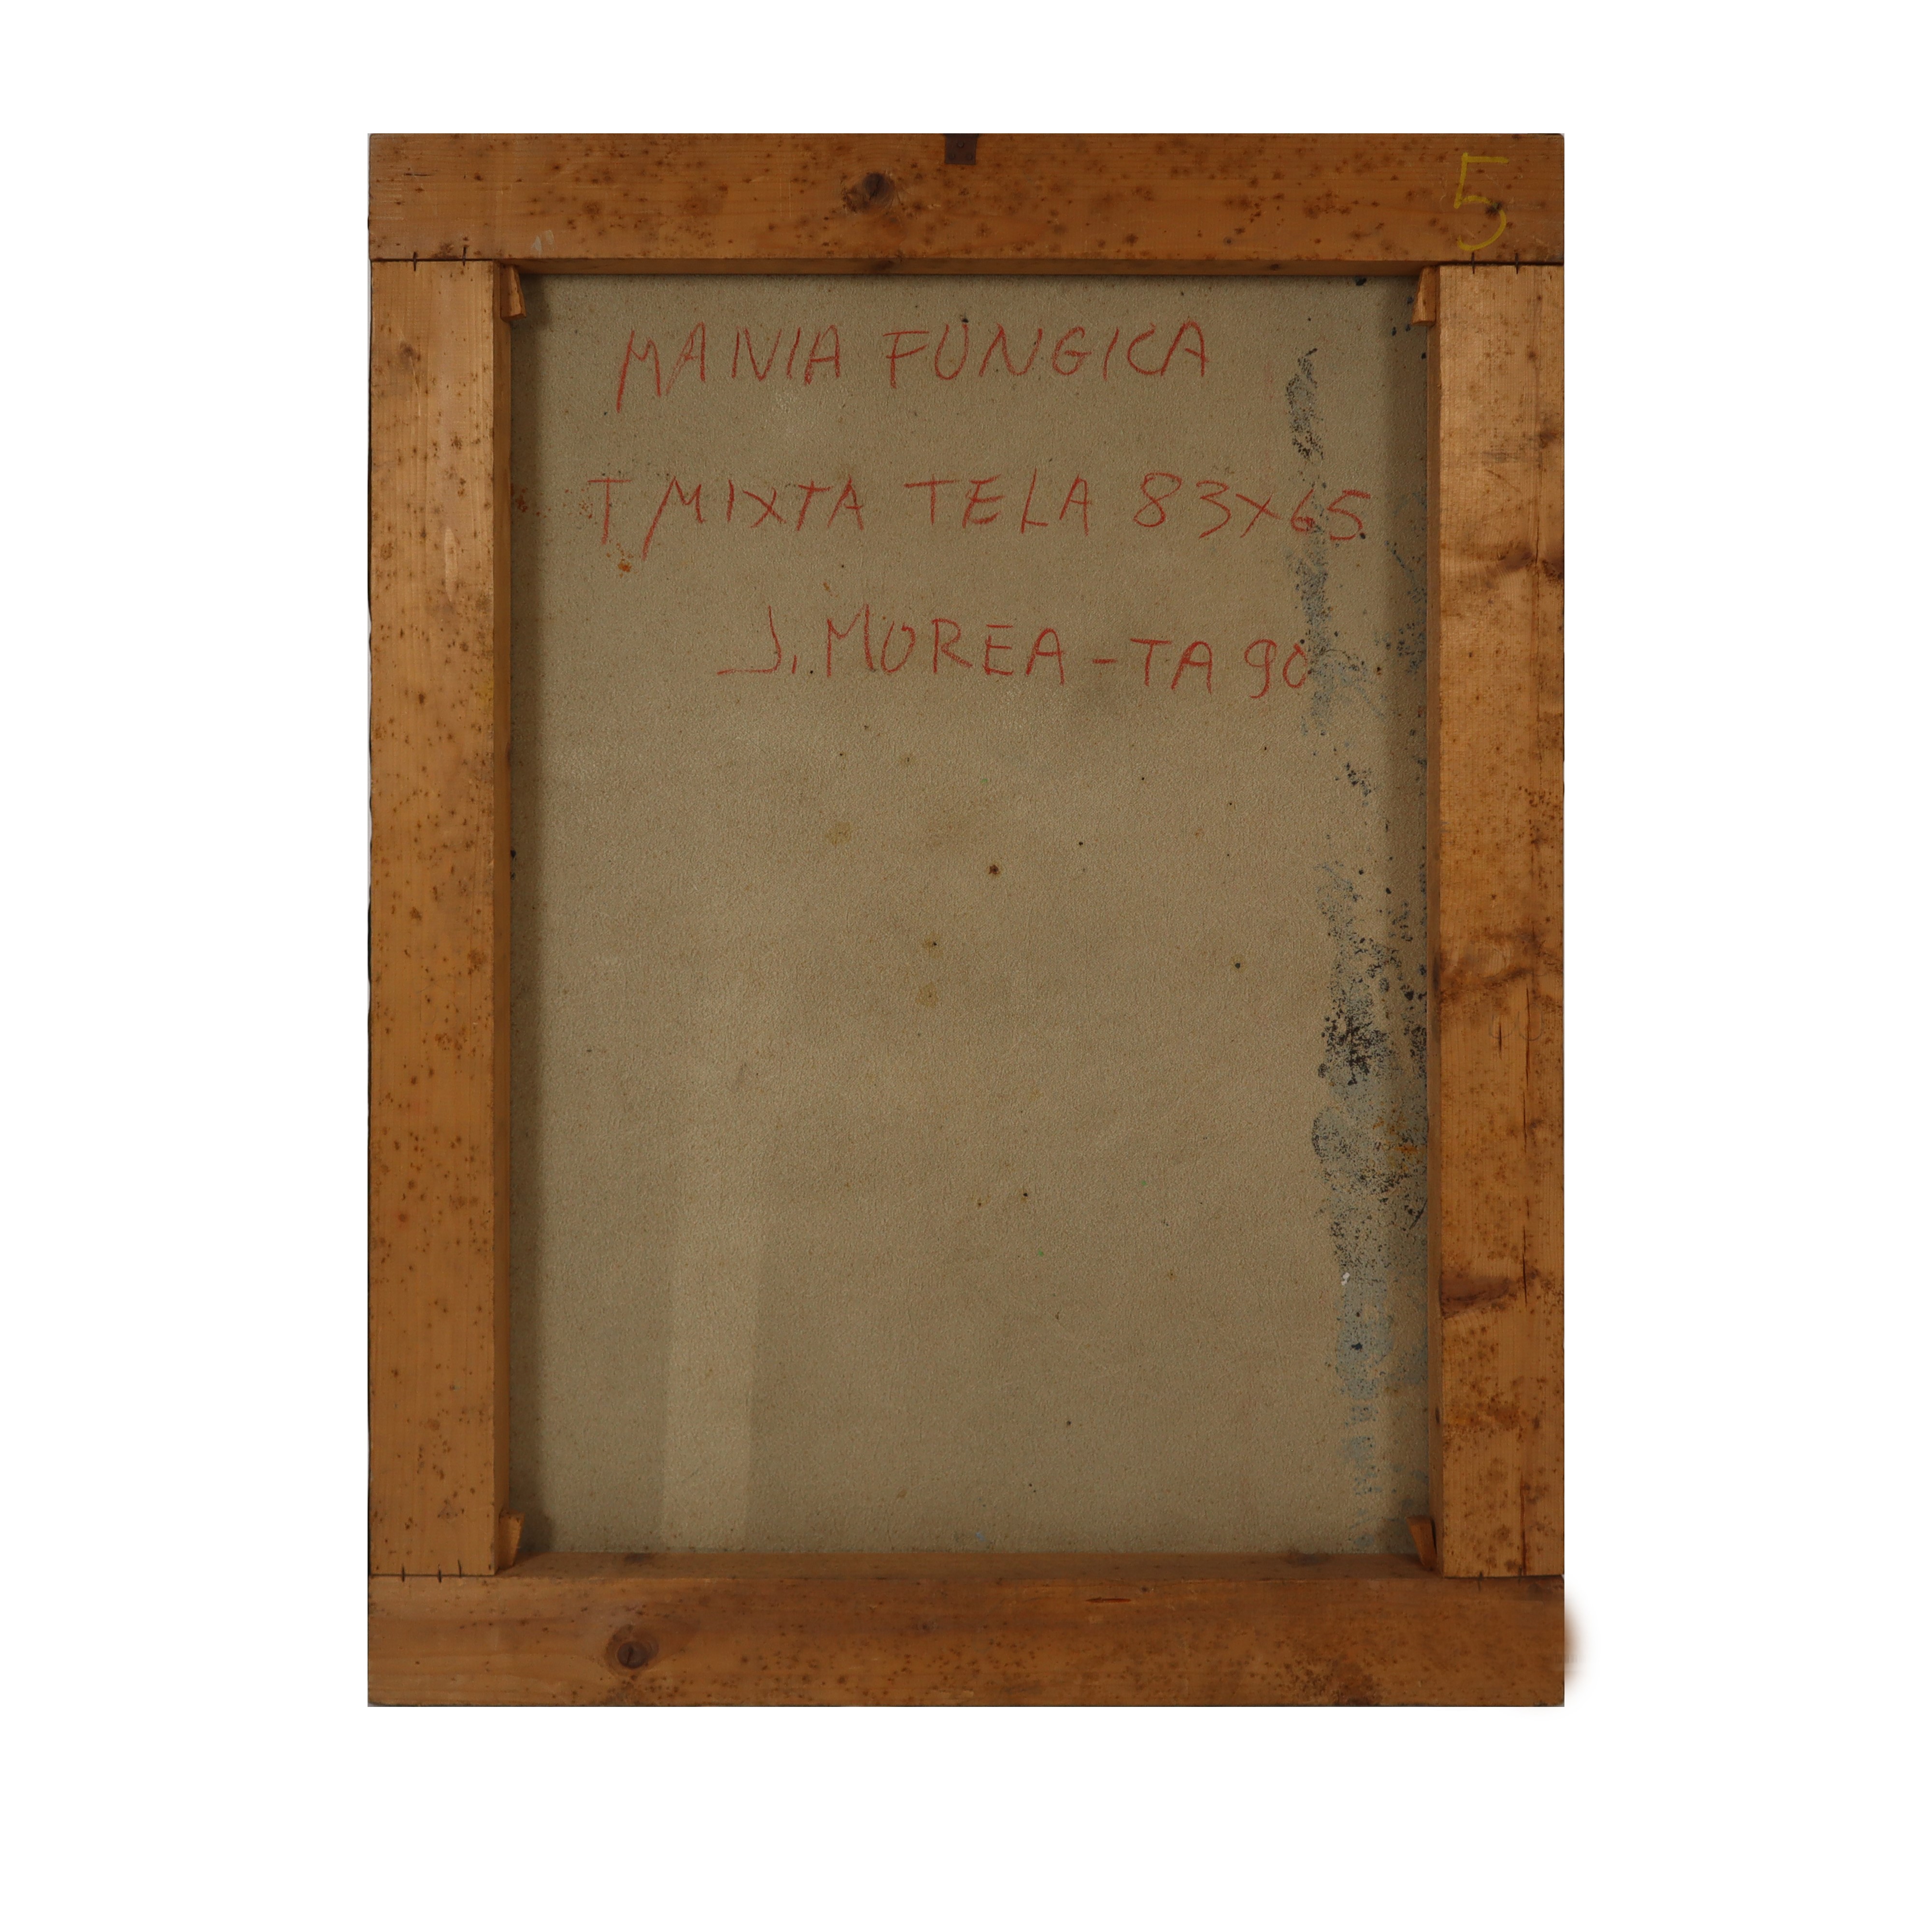 5
MANIA FUNGICA
T, MIXTA TELA 83X65
J. MOREA - TA 90